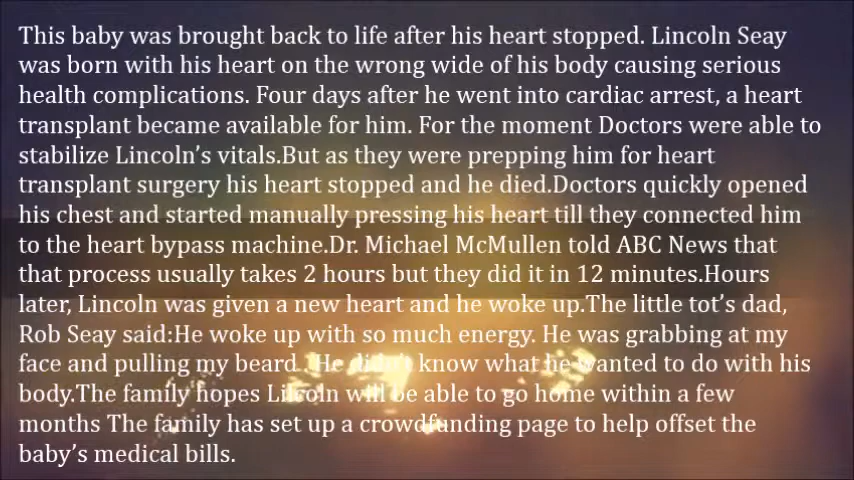 This baby was brought back to life after his heart stopped. Lincoln Seay
was born with his heart on the wrong wide of his body causing serious
health complications. Four days after he went into cardiac arrest, a heart
transplant became available for him. For the moment Doctors were able to
stabilize Lincoln’s vitals.But as they were prepping him for heart
transplant surgery his heart stopped and he died.Doctors quickly opened
his chest and started manually pressing his heart till they connected him
to the heart bypass machine.Dr. Michael McMullen told ABC News that
that process usually takes 2 hours but they did it in 12 minutes.Hours
later, Lincoln was given a new heart and he woke up.The little tot’s dad,
Rob Seay said:He woke up with so much energy. He was grabbing at my
face and pulling my beard. He didn’t know what he wanted to do with his
body.The family hopes Lincoln will be able to go home within a few
months The family has set up a crowdfunding page to help offset the
baby’s medical bills.